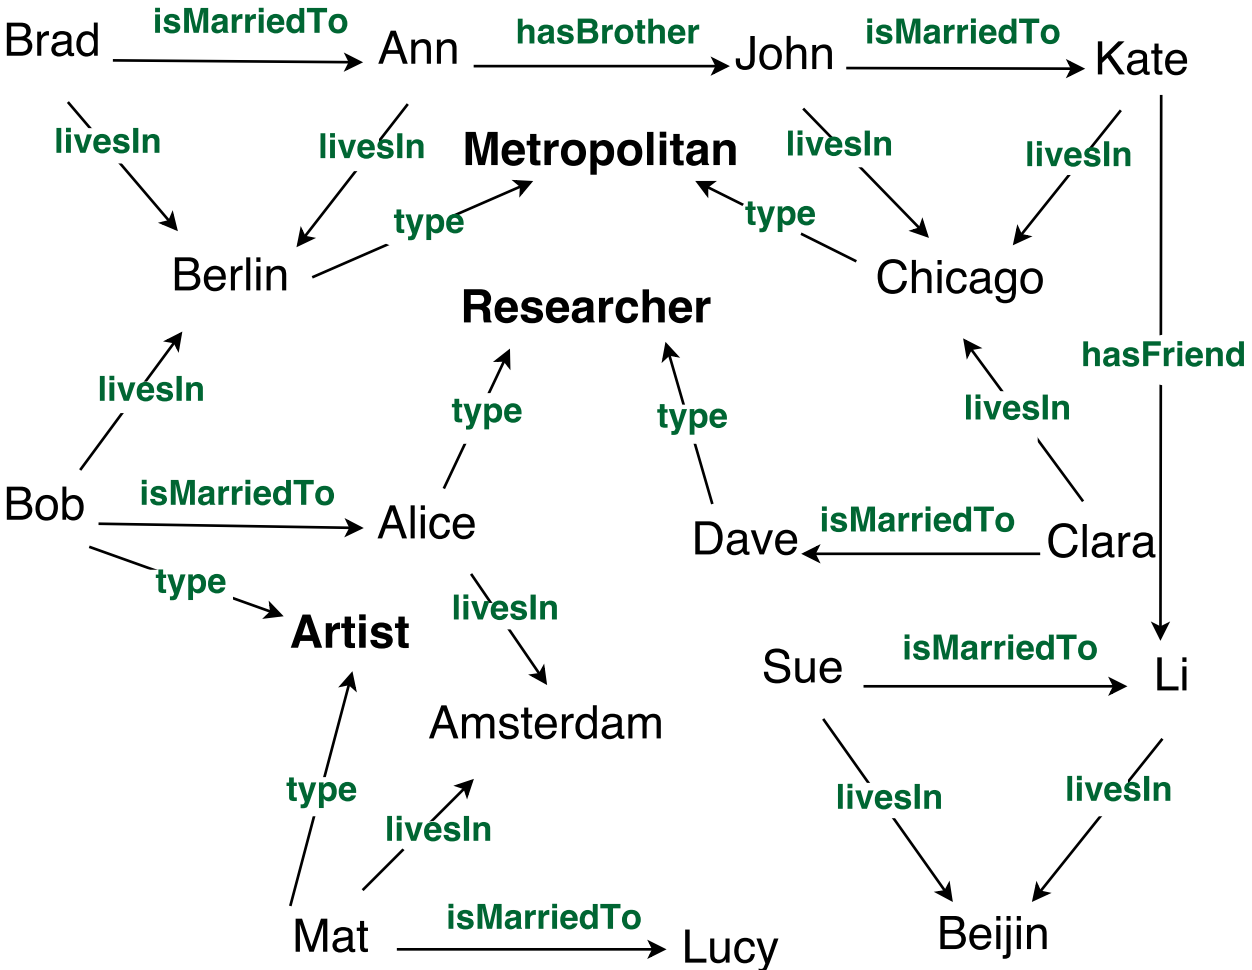 Brad isMarriedTo Ann hasBrother John isMarriedTo Kate
livesIn livesIn Metropolitan livesIn livesIn
type type
Berlin Chicago
Researcher
hasFriend
livesIn type type livesIn
Bob isMarriedTo Alice Dave isMarriedTo Clara
type livesIn
Artist Sue isMarriedTo Li
Amsterdam
type livesIn livesIn livesIn
Mat isMarriedTo Lucy Beijin